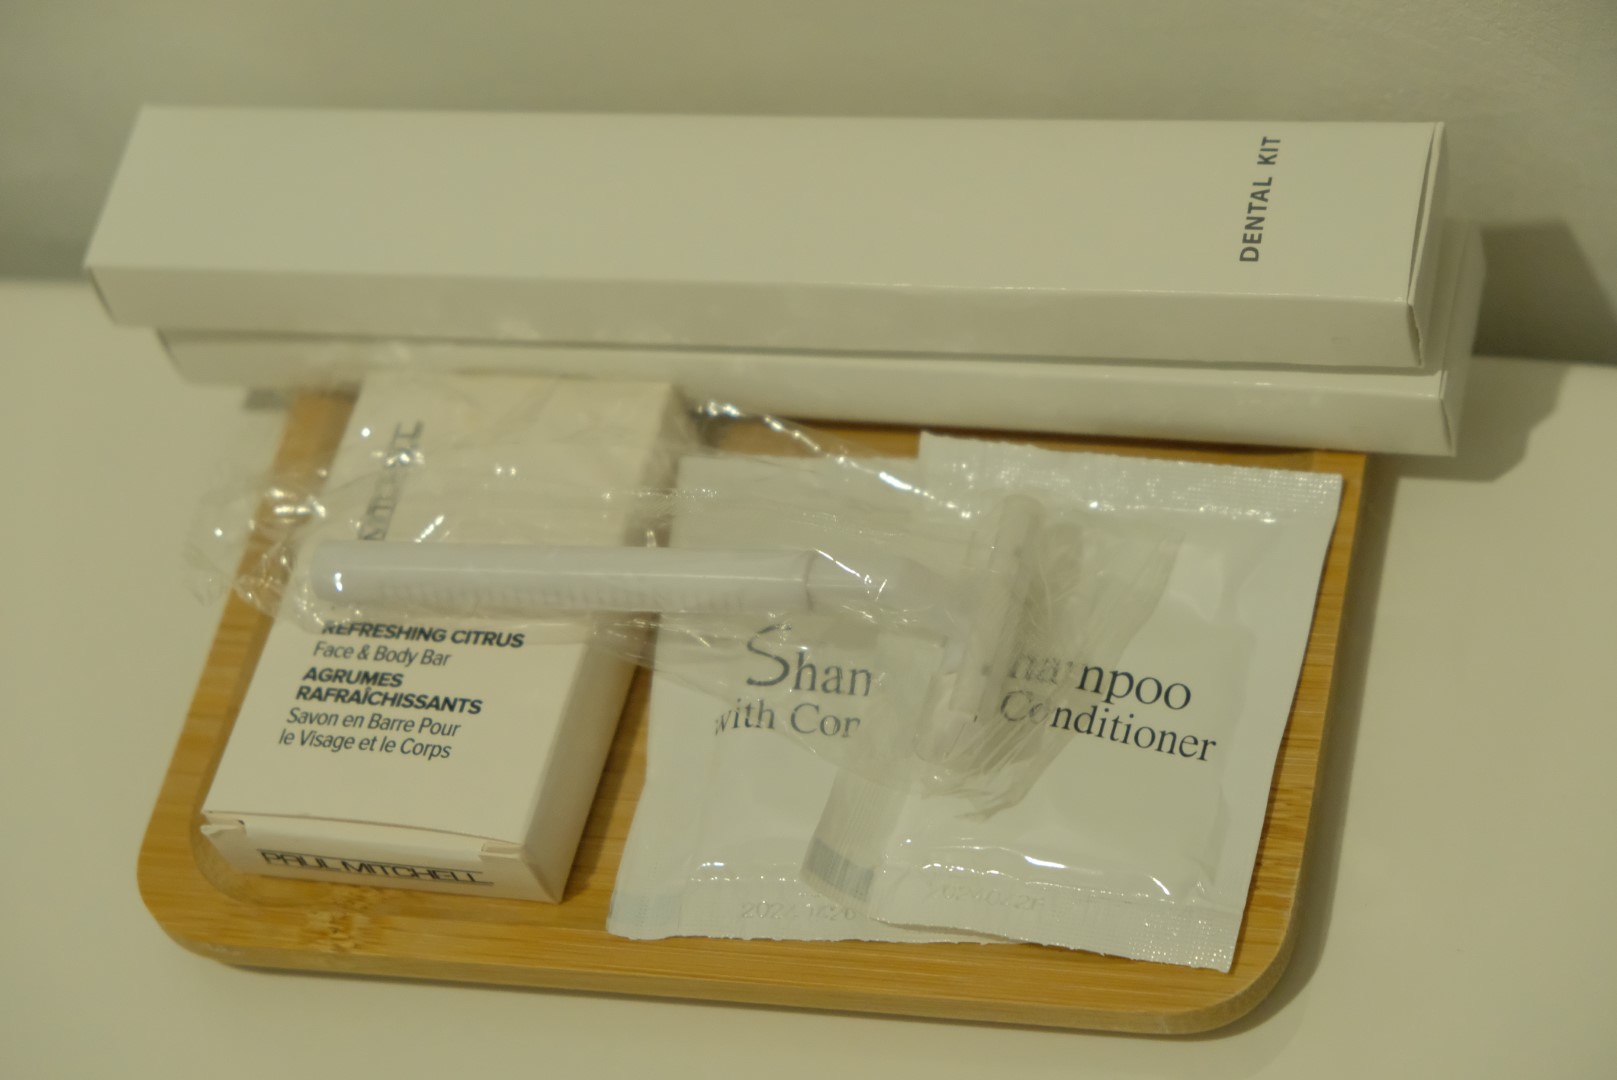 DENTAL KIT
REFRESHING CITRUS
Face & Body Bar
AGRUMES
RAFRAÎCHISSANTS
Savon en Barre Pour
le Visage et le Corps
PAUL MITCHELL
Sham
with Con
hampoo
Conditioner